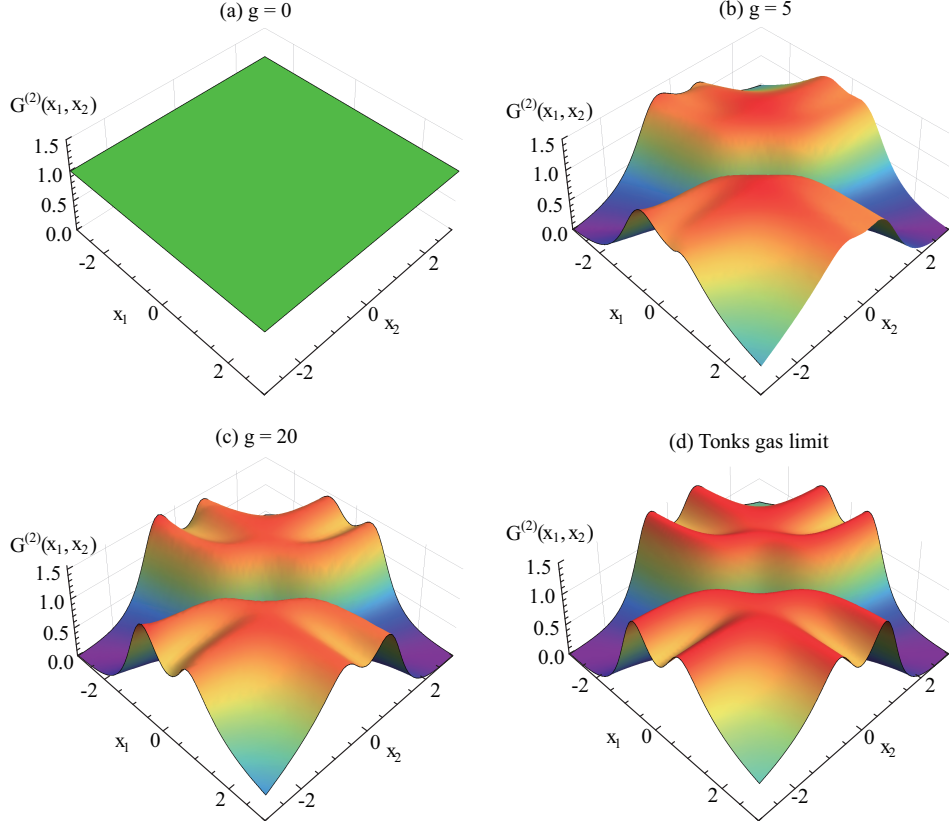 (a) g = 0
G⁽²⁾(x₁, x₂)
1.5
1.0
0.5
0.0
-2
0
2
x₁
-2
0
2
x₂
(b) g = 5
G⁽²⁾(x₁, x₂)
1.5
1.0
0.5
0.0
-2
0
2
x₁
-2
0
2
x₂
(c) g = 20
G⁽²⁾(x₁, x₂)
1.5
1.0
0.5
0.0
-2
0
2
x₁
-2
0
2
x₂
(d) Tonks gas limit
G⁽²⁾(x₁, x₂)
1.5
1.0
0.5
0.0
-2
0
2
x₁
-2
0
2
x₂